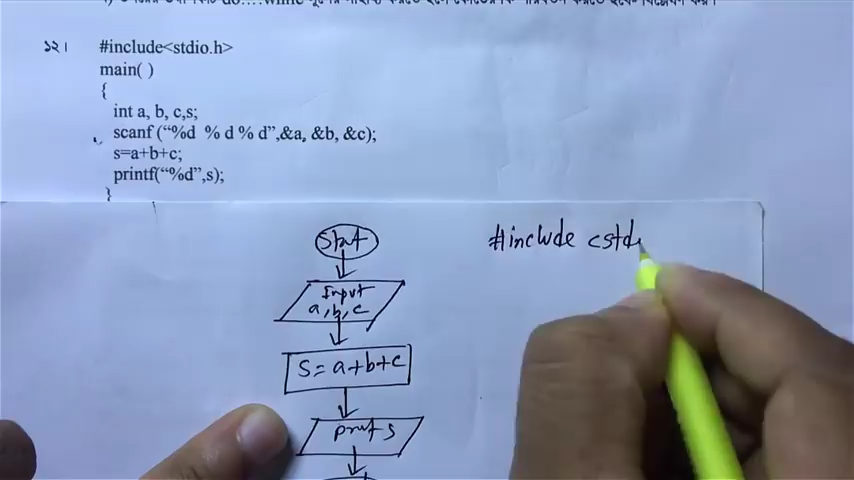 ১২। #include<stdio.h>
main( )
{
int a, b, c,s;
scanf (“%d % d % d”,&a, &b, &c);
s=a+b+c;
printf(“%d”,s);
}
Start
Input
a, b, c
S = a+b+c
print s
#include <std